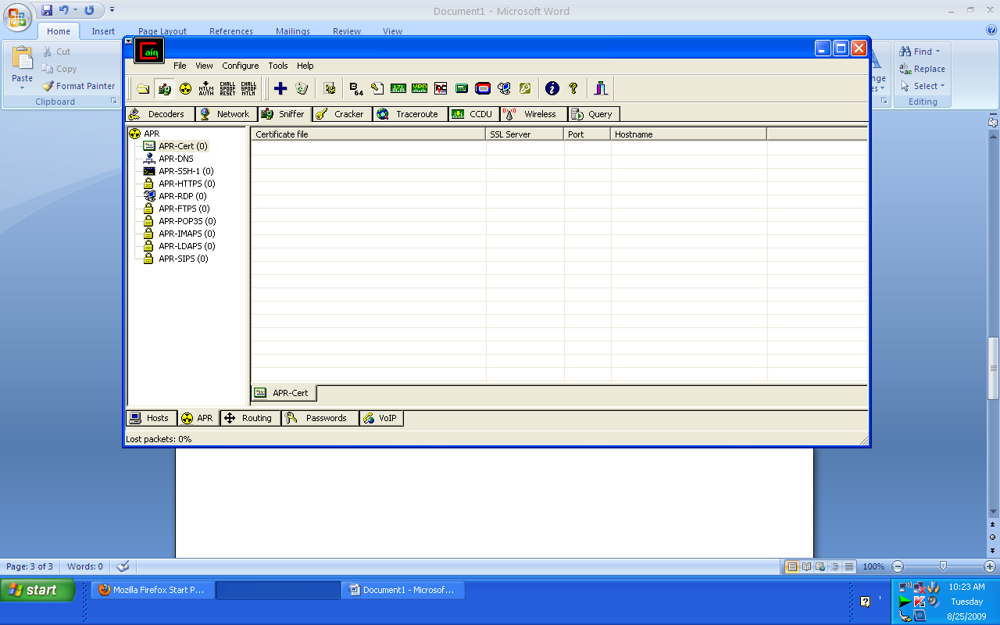 Document1 - Microsoft Word
Home Insert Page Layout References Mailings Review View
Paste
Cut
Copy
Format Painter
Clipboard
Find
Replace
Select
Editing
nge
es
Cain
File View Configure Tools Help
NTLM AUTH
CHALL SPOOF RESET
CHALL SPOOF NTLM
B64
Decoders Network Sniffer Cracker Traceroute CCDU Wireless Query
APR
APR-Cert (0)
APR-DNS
APR-SSH-1 (0)
APR-HTTPS (0)
APR-RDP (0)
APR-FTPS (0)
APR-POP3S (0)
APR-IMAPS (0)
APR-LDAPS (0)
APR-SIPS (0)
Certificate file SSL Server Port Hostname
APR-Cert
Hosts APR Routing Passwords VoIP
Lost packets: 0%
Page: 3 of 3 Words: 0 100%
start Mozilla Firefox Start P... Document1 - Microsof...
10:23 AM
Tuesday
8/25/2009